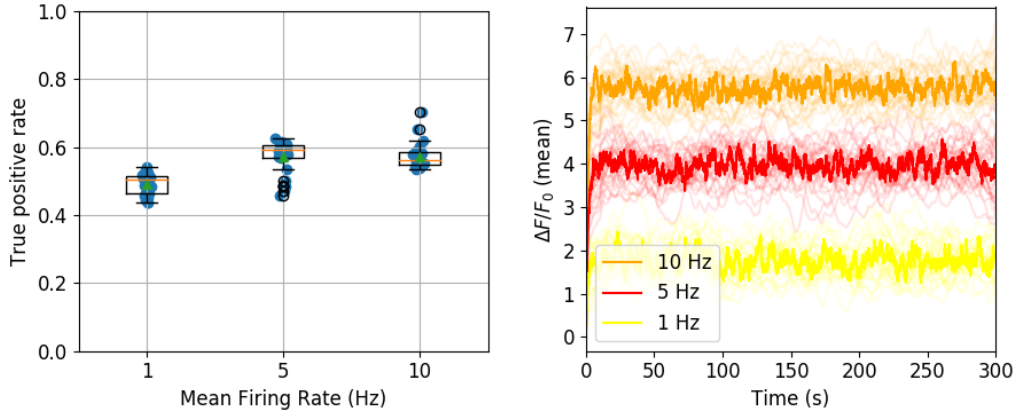 1.0
0.8
0.6
0.4
0.2
0.0
True positive rate
1 5 10
Mean Firing Rate (Hz)
7
6
5
4
3
2
1
0
ΔF/F₀ (mean)
10 Hz
5 Hz
1 Hz
0 50 100 150 200 250 300
Time (s)